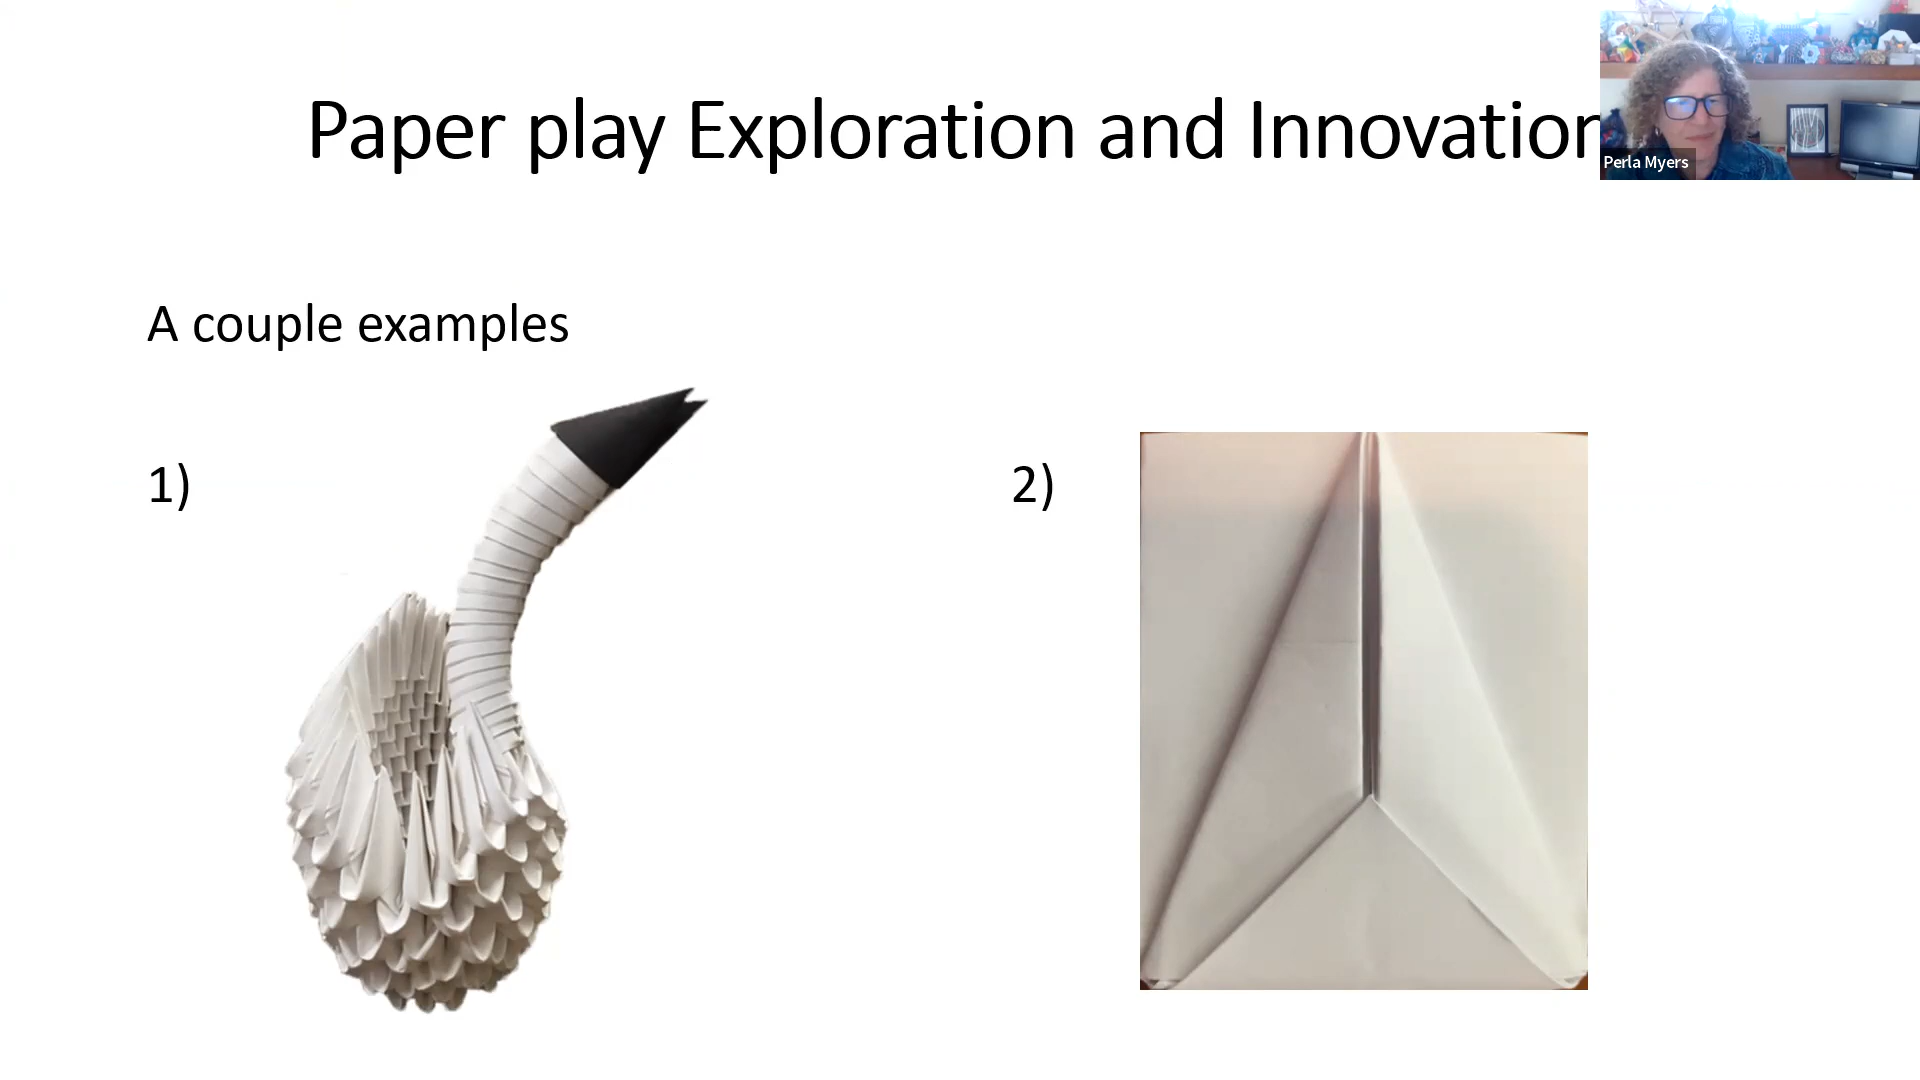 Paper play Exploration and Innovation
Perla Myers
A couple examples
1)
2)